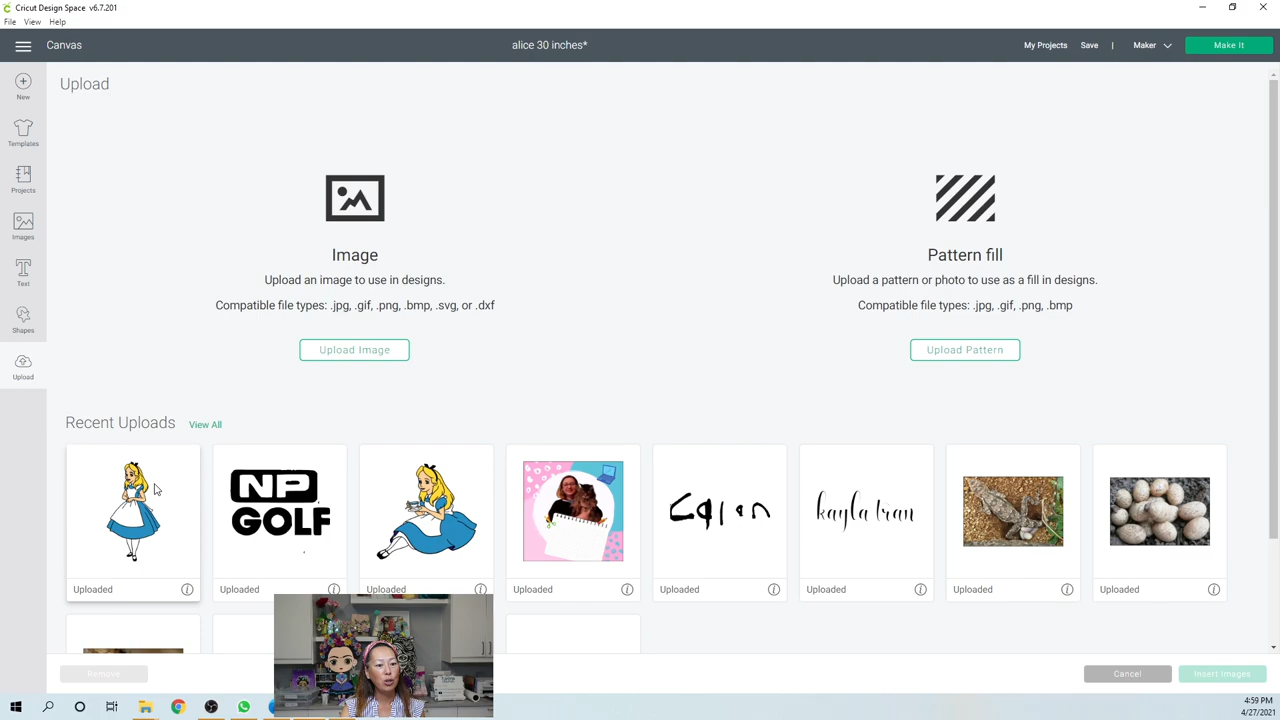 Cricut Design Space v6.7.201
File View Help
Canvas
alice 30 inches*
My Projects Save | Maker Make It
New
Templates
Projects
Images
Text
Shapes
Upload
Upload
Image
Upload an image to use in designs.
Compatible file types: .jpg, .gif, .png, .bmp, .svg, or .dxf
Upload Image
Pattern fill
Upload a pattern or photo to use as a fill in designs.
Compatible file types: .jpg, .gif, .png, .bmp
Upload Pattern
Recent Uploads View All
NP
GOLF
kayla tran
Uploaded Uploaded Uploaded Uploaded Uploaded Uploaded Uploaded Uploaded
Remove
Cancel Insert Images
4:59 PM
4/27/2021